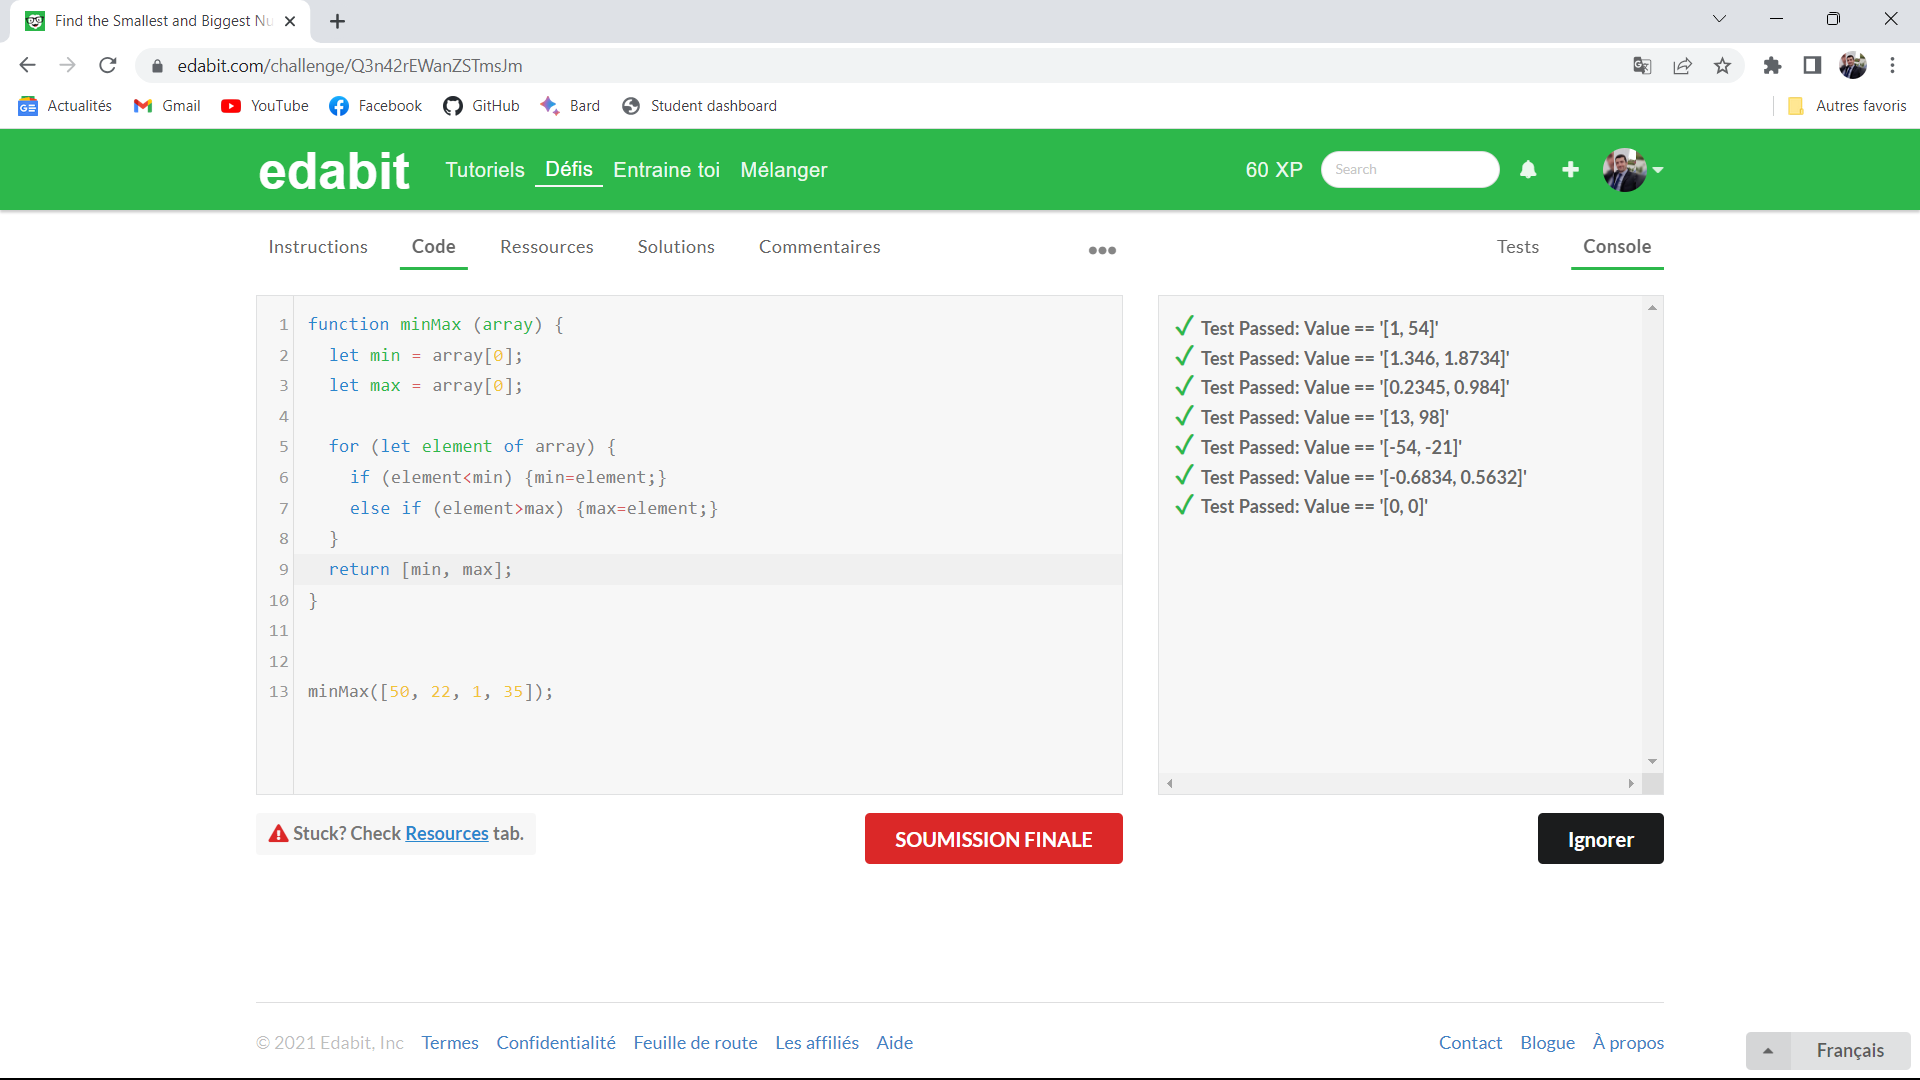 Find the Smallest and Biggest Nu
edabit.com/challenge/Q3n42rEWanZSTmsJm
Actualités Gmail YouTube Facebook GitHub Bard Student dashboard Autres favoris
edabit Tutoriels Défis Entraine toi Mélanger 60 XP Search
Instructions Code Ressources Solutions Commentaires ••• Tests Console
1 function minMax (array) {
2 let min = array[0];
3 let max = array[0];
4
5 for (let element of array) {
6 if (element<min) {min=element;}
7 else if (element>max) {max=element;}
8 }
9 return [min, max];
10 }
11
12
13 minMax([50, 22, 1, 35]);
Test Passed: Value == '[1, 54]'
Test Passed: Value == '[1.346, 1.8734]'
Test Passed: Value == '[0.2345, 0.984]'
Test Passed: Value == '[13, 98]'
Test Passed: Value == '[-54, -21]'
Test Passed: Value == '[-0.6834, 0.5632]'
Test Passed: Value == '[0, 0]'
Stuck? Check Resources tab. SOUMISSION FINALE Ignorer
© 2021 Edabit, Inc Termes Confidentialité Feuille de route Les affiliés Aide Contact Blogue À propos
Français